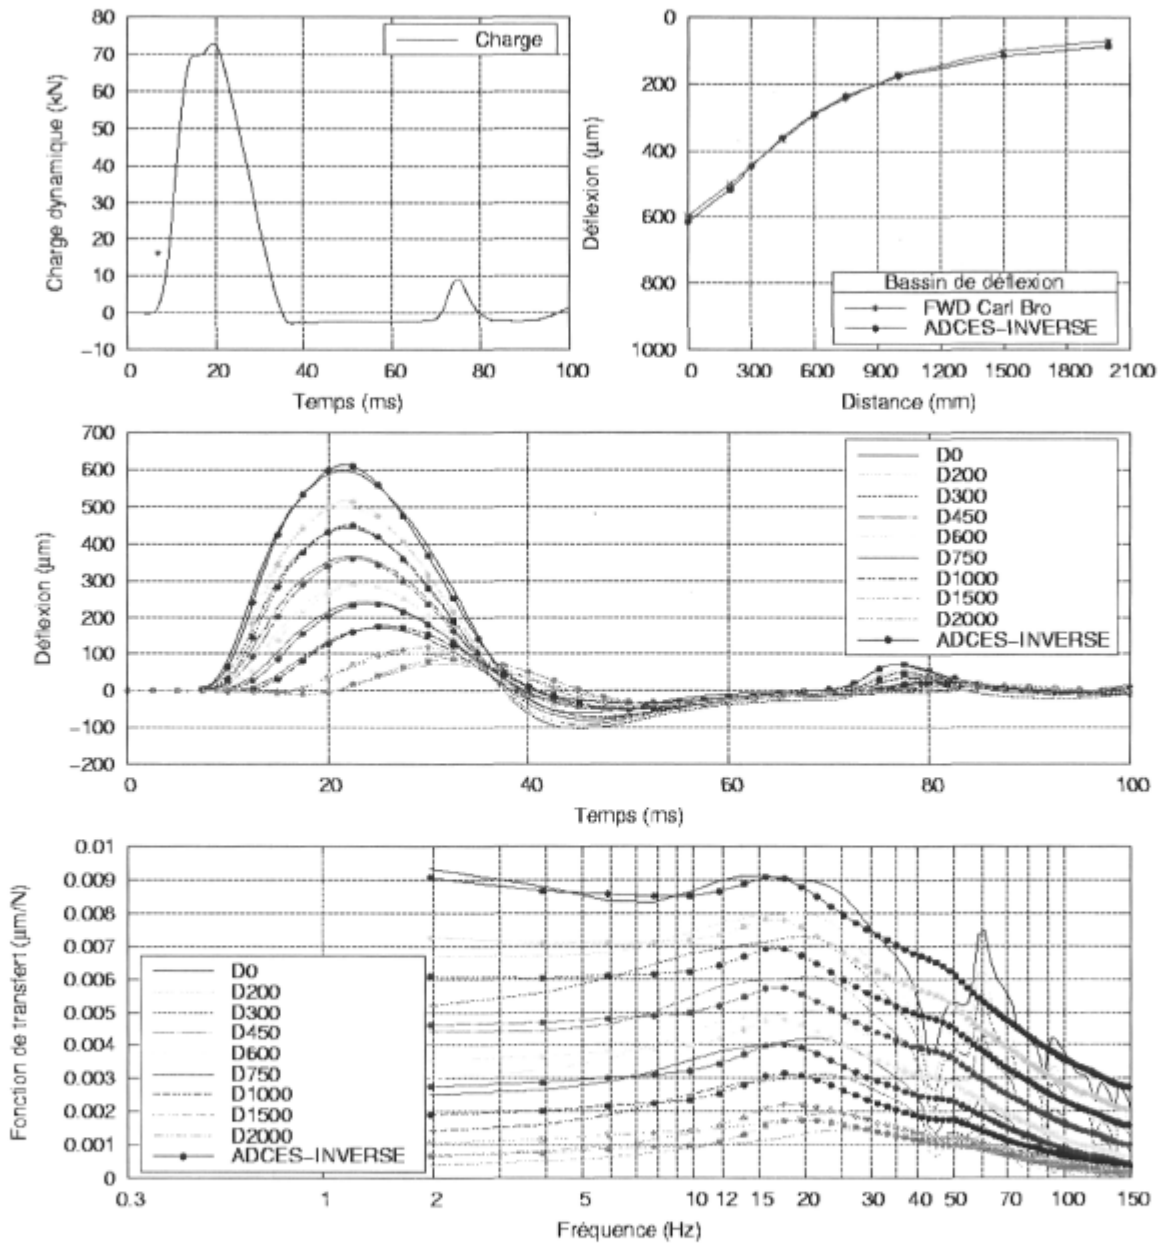 80
70
60
50
40
30
20
10
0
−10
Charge dynamique (kN)
Charge
0 20 40 60 80 100
Temps (ms)
0
200
400
600
800
1000
Déflexion (µm)
Bassin de déflexion
FWD Carl Bro
ADCES−INVERSE
0 300 600 900 1200 1500 1800 2100
Distance (mm)
700
600
500
400
300
200
100
0
−100
−200
Déflexion (µm)
D0
D200
D300
D450
D600
D750
D1000
D1500
D2000
ADCES−INVERSE
0 20 40 60 80 100
Temps (ms)
0.01
0.009
0.008
0.007
0.006
0.005
0.004
0.003
0.002
0.001
0
Fonction de transfert (µm/N)
D0
D200
D300
D450
D600
D750
D1000
D1500
D2000
ADCES−INVERSE
0.3 1 2 5 10 12 15 20 30 40 50 70 100 150
Fréquence (Hz)